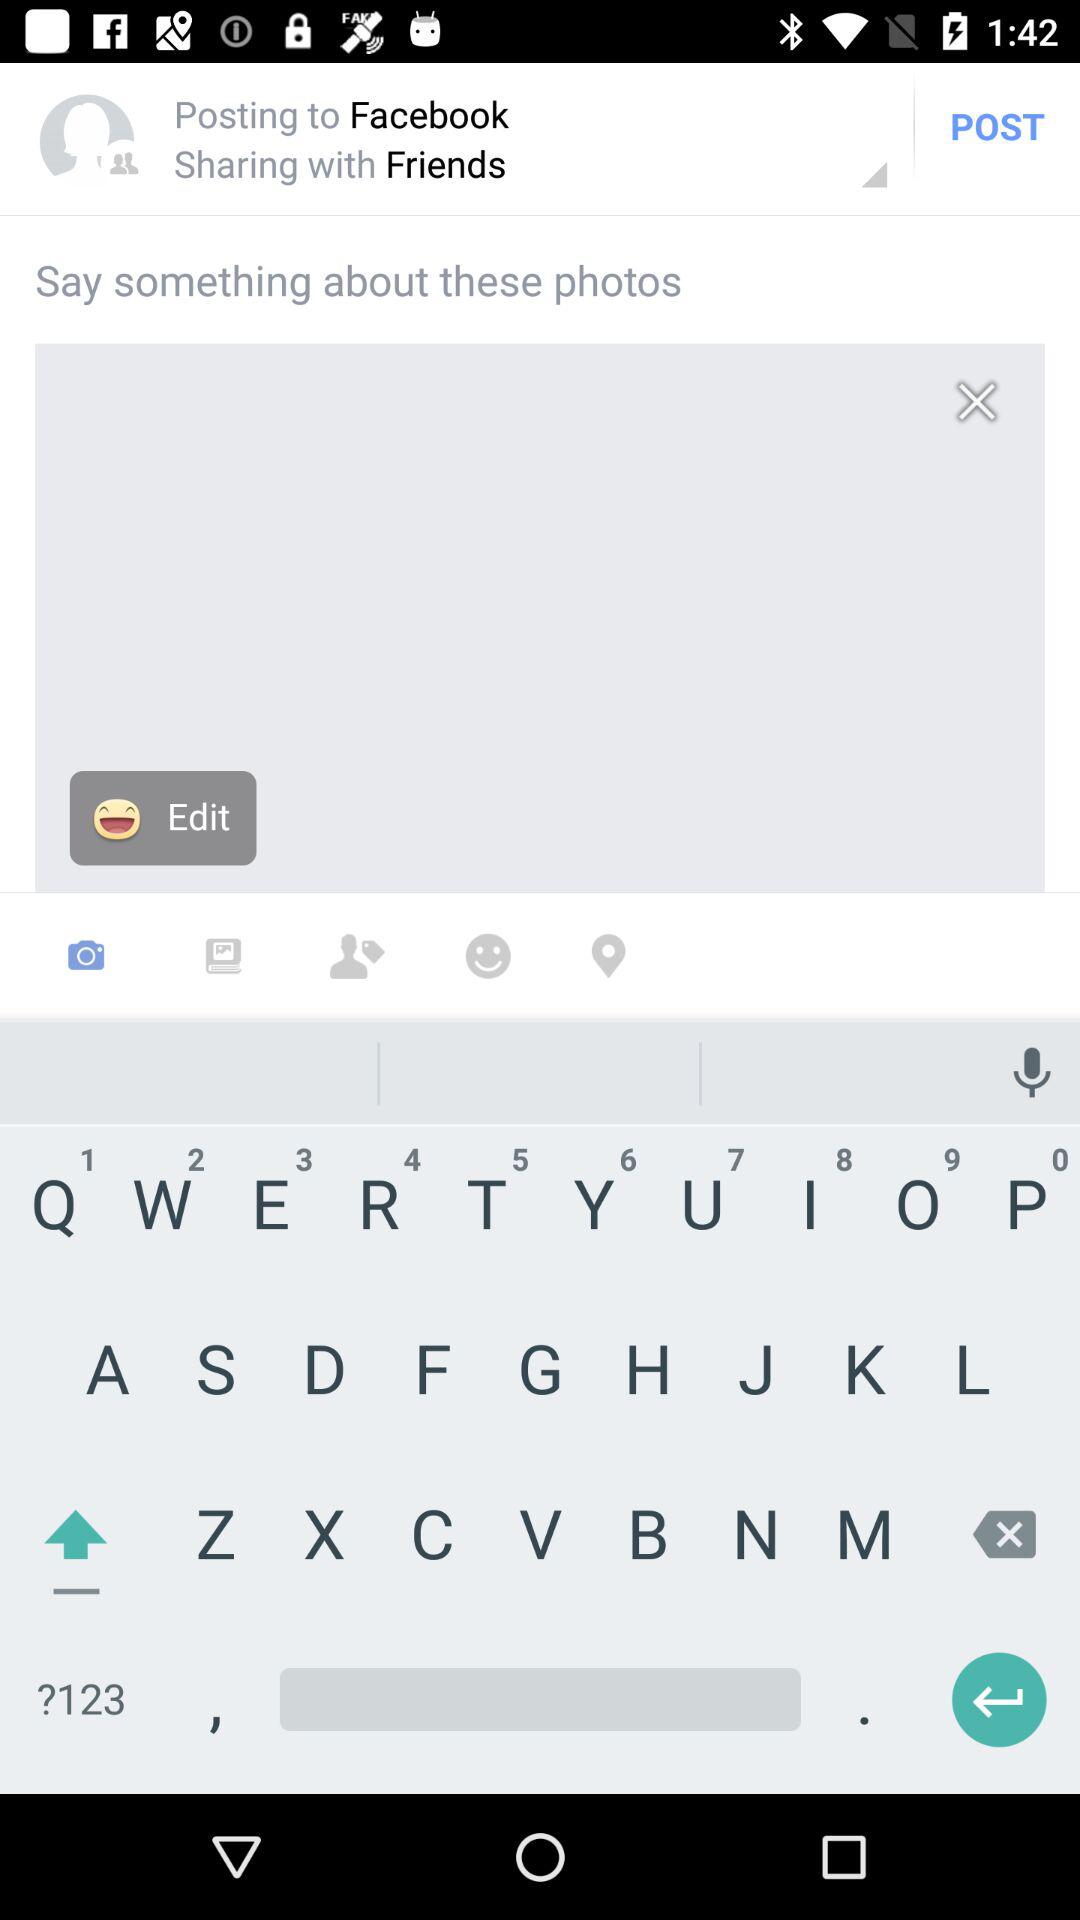 FAK 1:42
Posting to Facebook
Sharing with Friends
POST
Say something about these photos
Edit
1 2 3 4 5 6 7 8 9 0
Q W E R T Y U I O P
A S D F G H J K L
Z X C V B N M
?123 , .